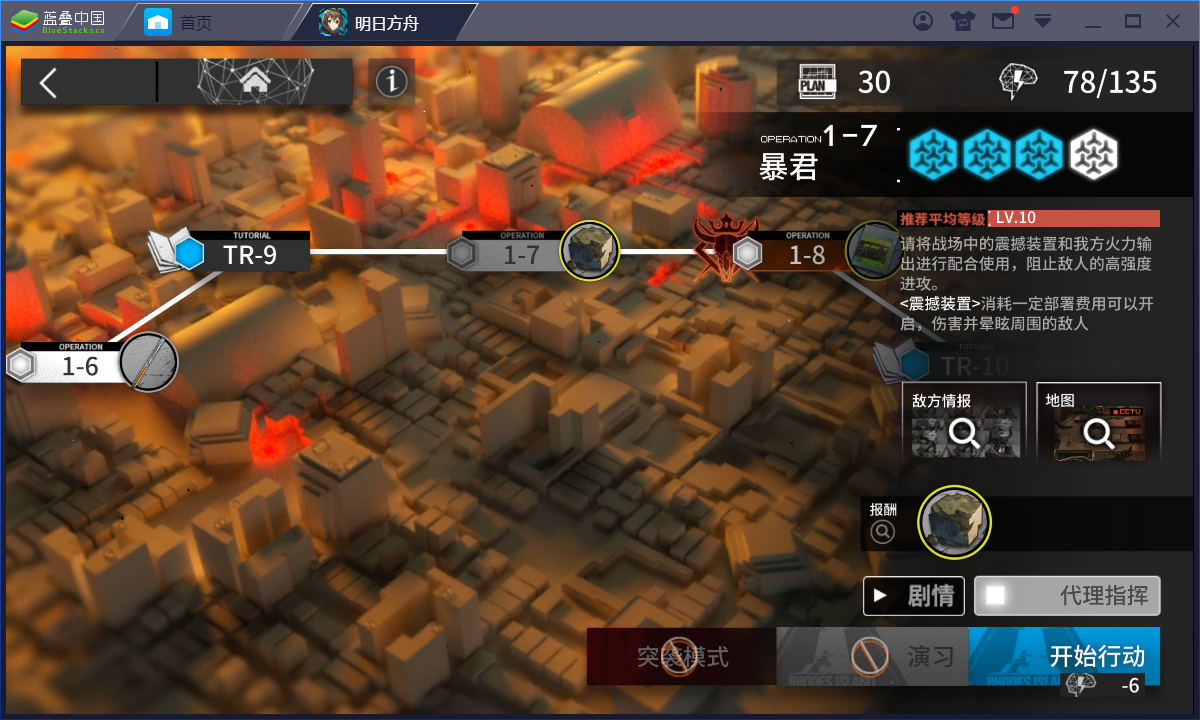 蓝叠中国
BlueStacks.cn
首页
明日方舟
PLAN
30
78/135
OPERATION 1-7
暴君
推荐平均等级 LV.10
请将战场中的震撼装置和我方火力输
出进行配合使用，阻止敌人的高强度
进攻。
<震撼装置>消耗一定部署费用可以开
启，伤害并晕眩周围的敌人
TUTORIAL
TR-9
OPERATION
1-7
OPERATION
1-8
OPERATION
1-6
TUTORIAL
TR-10
敌方情报
地图
CCTV
报酬
剧情
代理指挥
突袭模式
演习
RHODES ISLAND
开始行动
RHODES ISLAND
-6